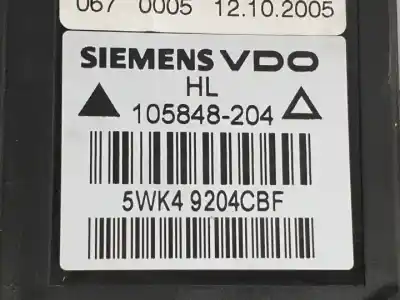 067 0005 12.10.2005
SIEMENS VDO
HL
105848-204
5WK4 9204CBF